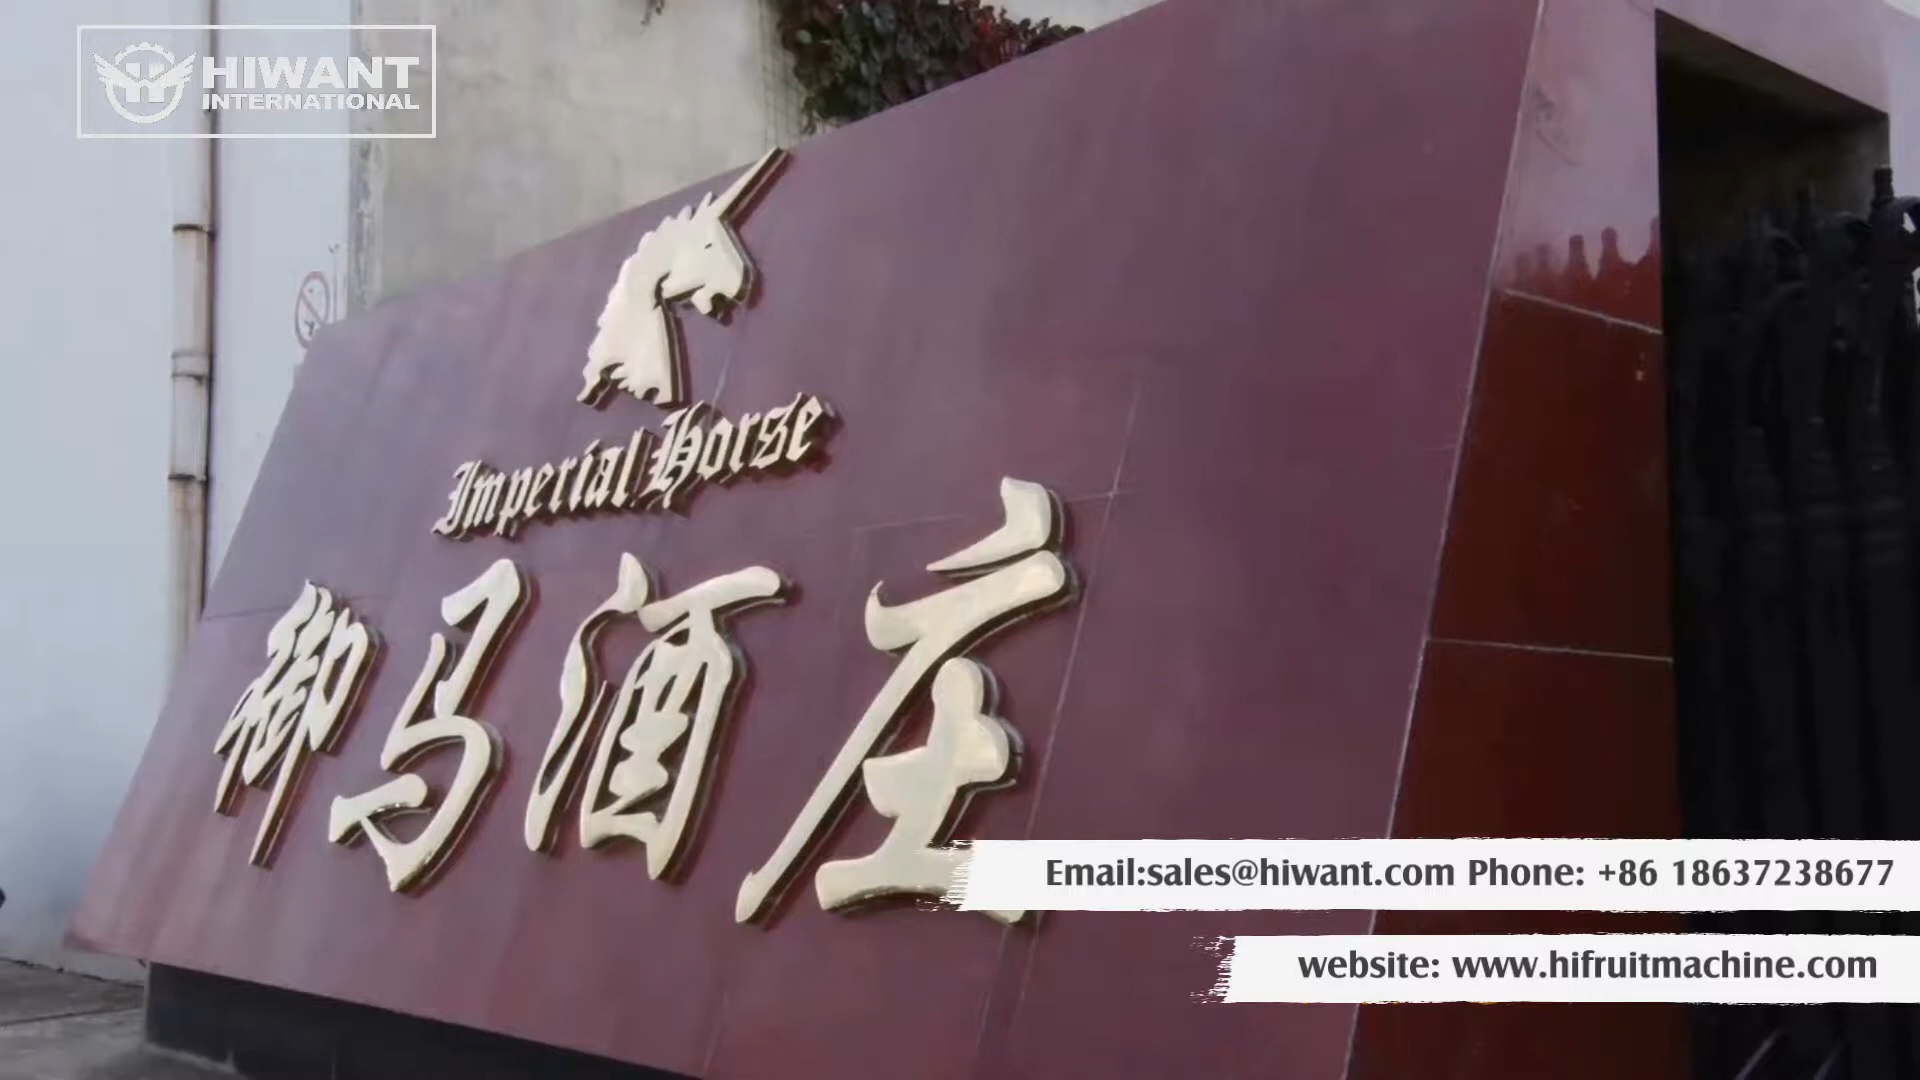 HIWANT
INTERNATIONAL
Imperial Horse
御马酒庄
Email:sales@hiwant.com Phone: +86 18637238677
website: www.hifruitmachine.com